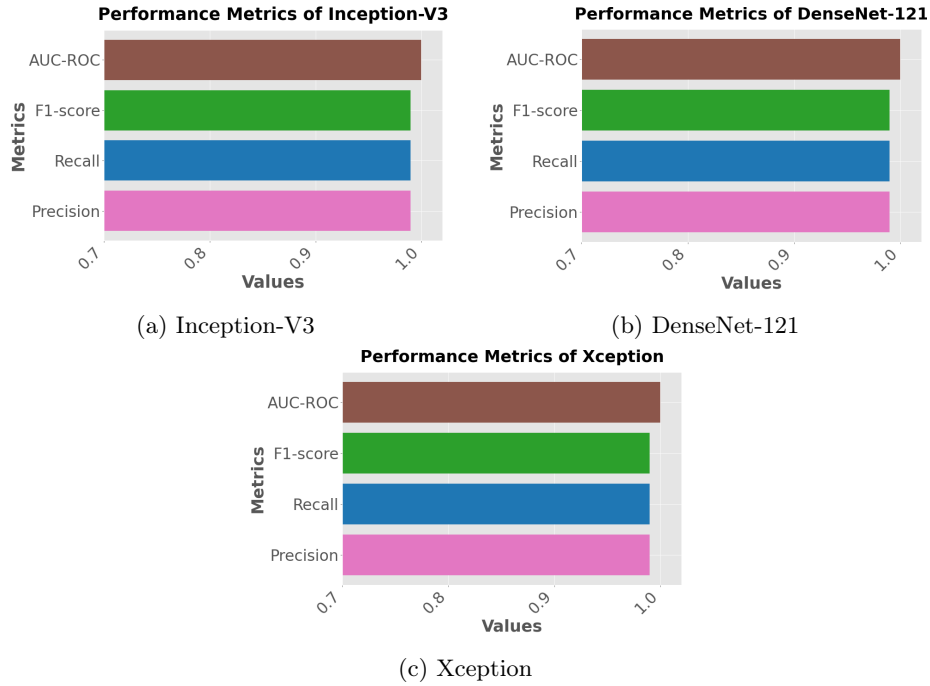 Performance Metrics of Inception-V3
AUC-ROC
F1-score
Recall
Precision
Metrics
0.7 0.8 0.9 1.0
Values
(a) Inception-V3
Performance Metrics of DenseNet-121
AUC-ROC
F1-score
Recall
Precision
Metrics
0.7 0.8 0.9 1.0
Values
(b) DenseNet-121
Performance Metrics of Xception
AUC-ROC
F1-score
Recall
Precision
Metrics
0.7 0.8 0.9 1.0
Values
(c) Xception